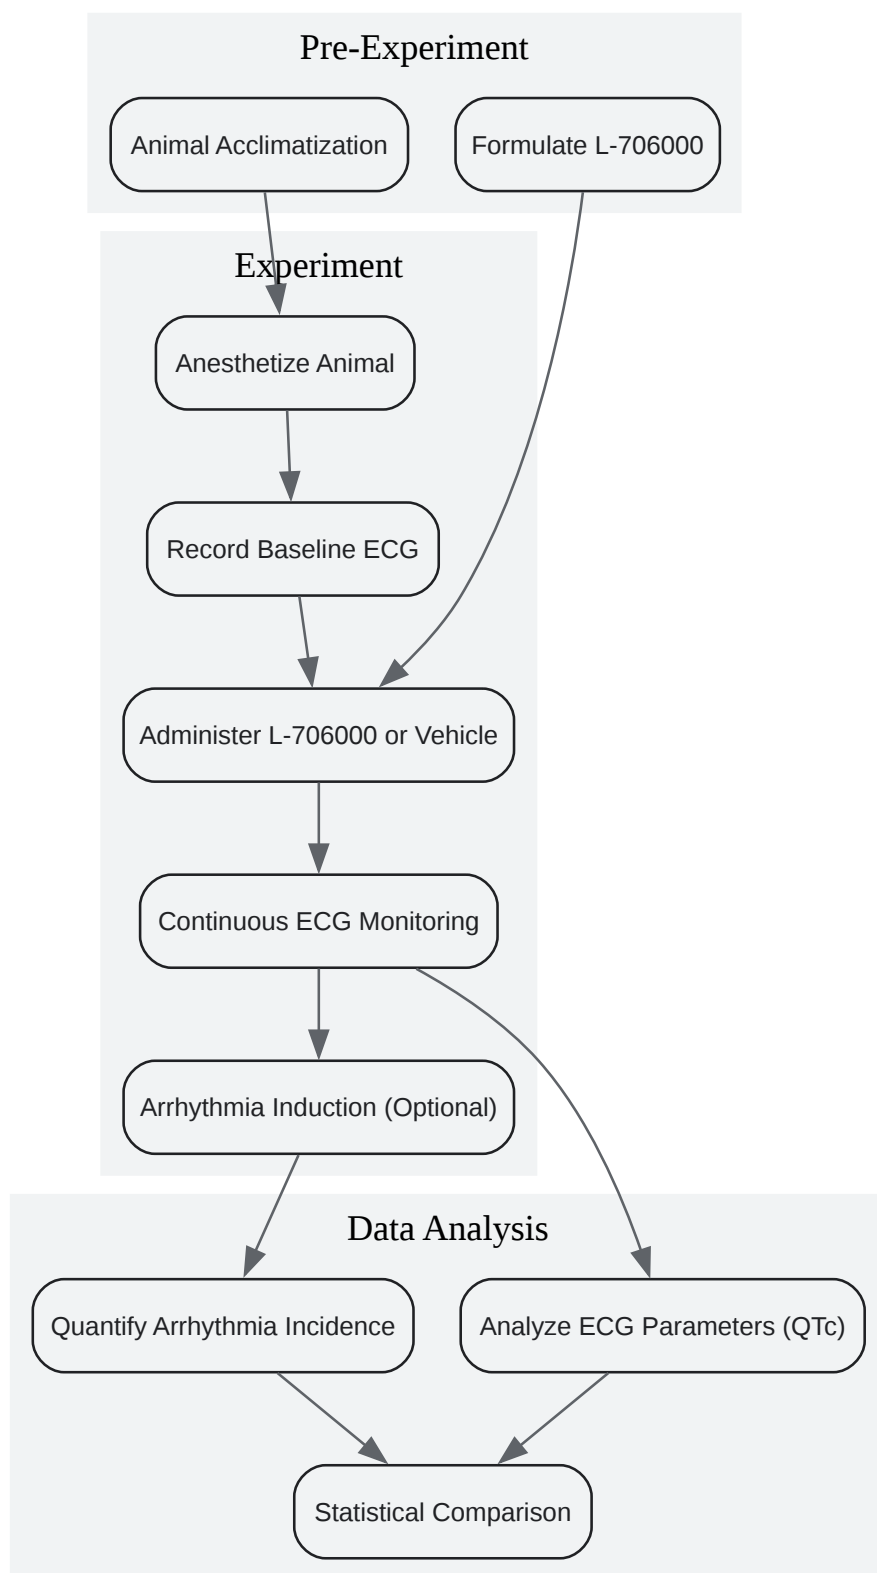 Pre-Experiment
Animal Acclimatization
Formulate L-706000
Experiment
Anesthetize Animal
Record Baseline ECG
Administer L-706000 or Vehicle
Continuous ECG Monitoring
Arrhythmia Induction (Optional)
Data Analysis
Quantify Arrhythmia Incidence
Analyze ECG Parameters (QTc)
Statistical Comparison